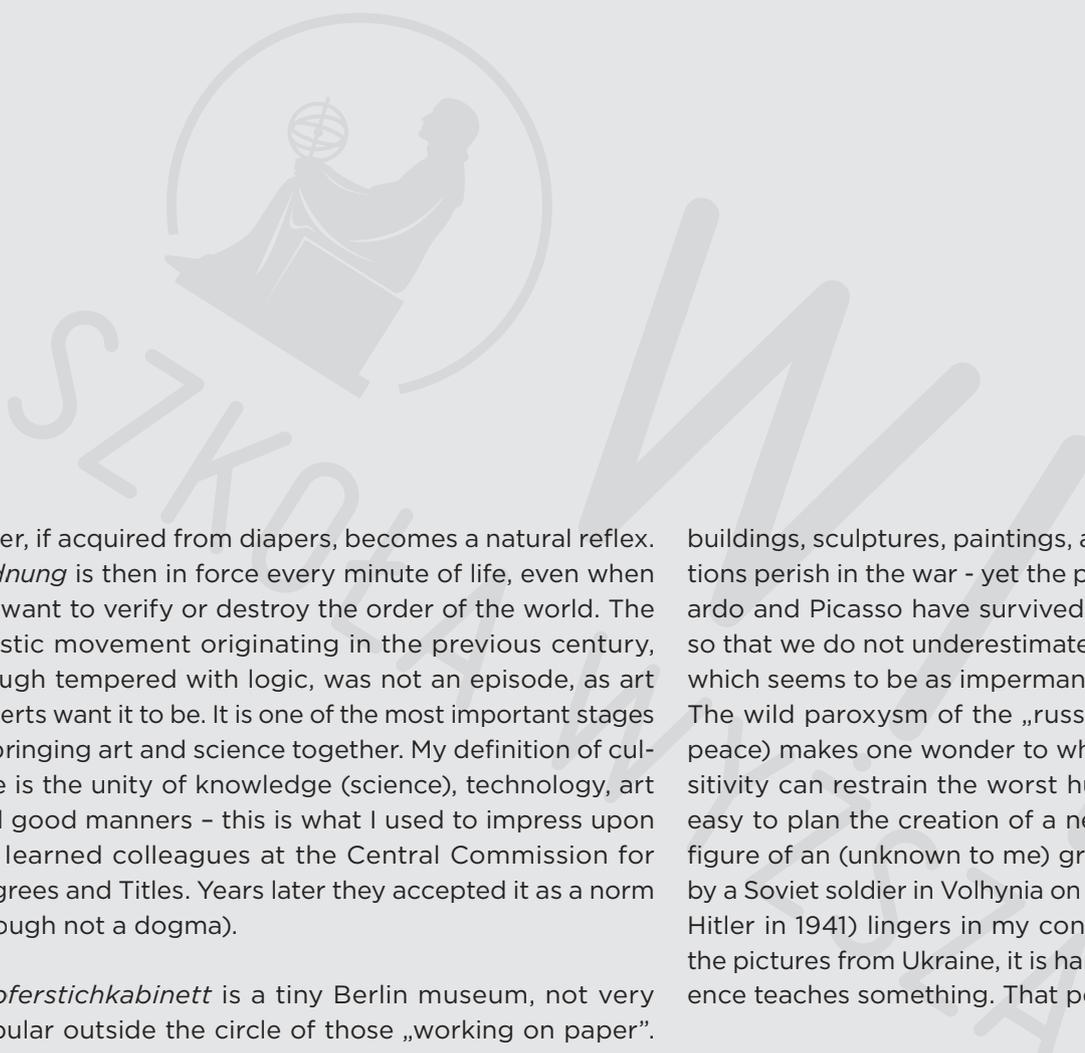 er, if acquired from diapers, becomes a natural reflex.
dnung is then in force every minute of life, even when
want to verify or destroy the order of the world. The
stic movement originating in the previous century,
ugh tempered with logic, was not an episode, as art
erts want it to be. It is one of the most important stages
bringing art and science together. My definition of cul-
e is the unity of knowledge (science), technology, art
d good manners – this is what I used to impress upon
learned colleagues at the Central Commission for
grees and Titles. Years later they accepted it as a norm
ough not a dogma).
pferstichkabinett is a tiny Berlin museum, not very
pular outside the circle of those „working on paper”.
buildings, sculptures, paintings, a
tions perish in the war - yet the p
ardo and Picasso have survived
so that we do not underestimate
which seems to be as imperman
The wild paroxysm of the „russ
peace) makes one wonder to wh
sitivity can restrain the worst hu
easy to plan the creation of a ne
figure of an (unknown to me) gr
by a Soviet soldier in Volhynia on
Hitler in 1941) lingers in my con
the pictures from Ukraine, it is ha
ence teaches something. That pe
SZKOŁA WYŻSZA
WI